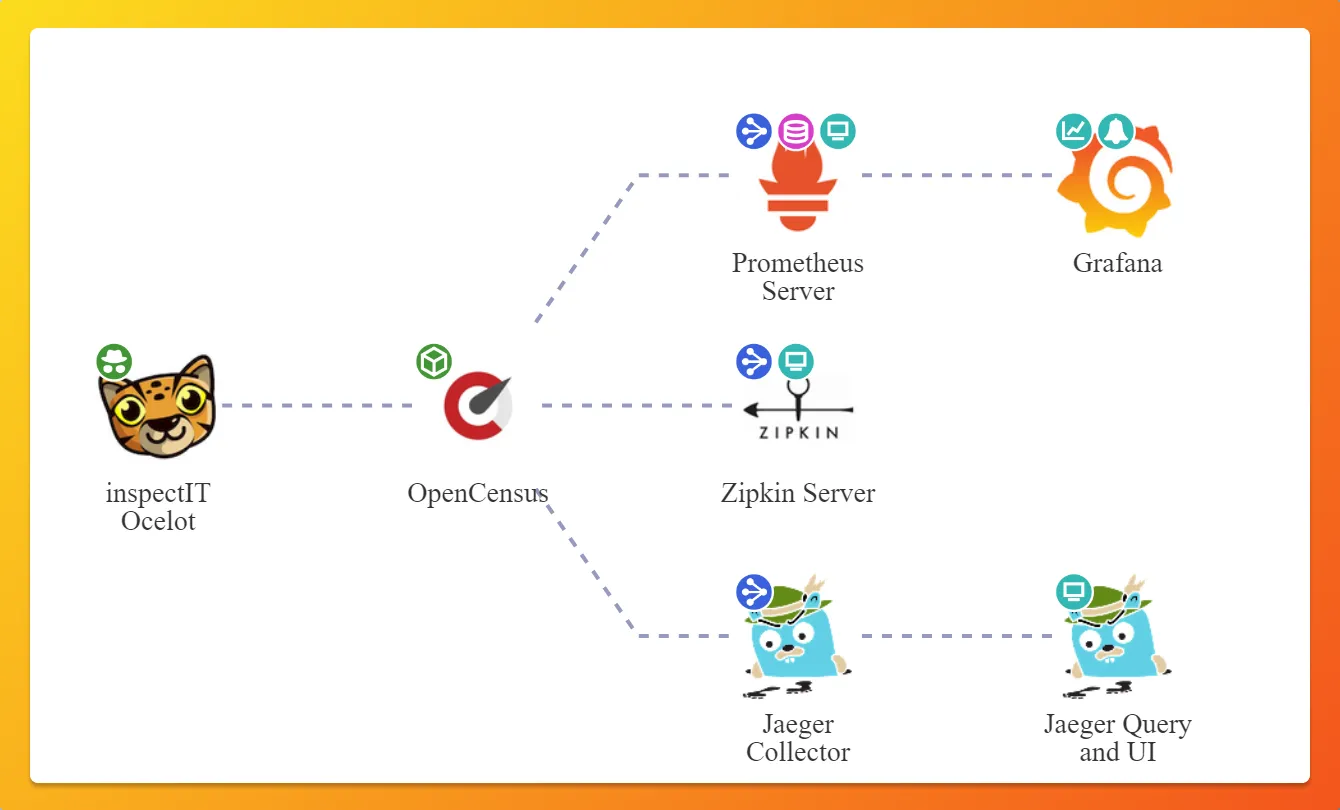 Prometheus
Server
Grafana
ZIPKIN
inspectIT
Ocelot
OpenCensus
Zipkin Server
Jaeger
Collector
Jaeger Query
and UI